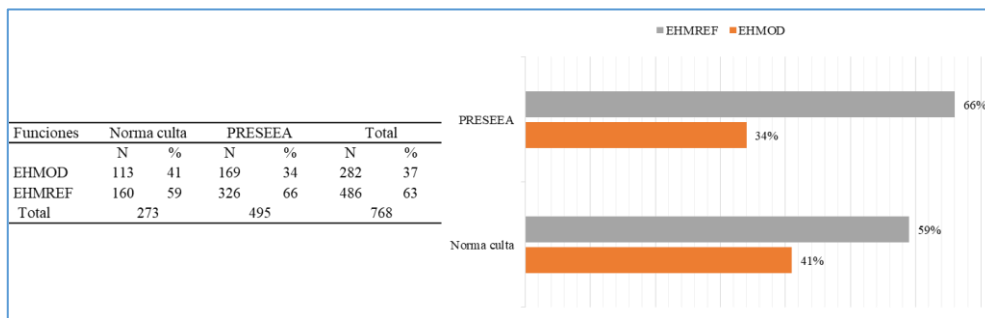 Funciones Norma culta PRESEEA Total
N % N % N %
EHMOD 113 41 169 34 282 37
EHMREF 160 59 326 66 486 63
Total 273 495 768
EHMREF EHMOD
PRESEEA
66%
34%
Norma culta
59%
41%